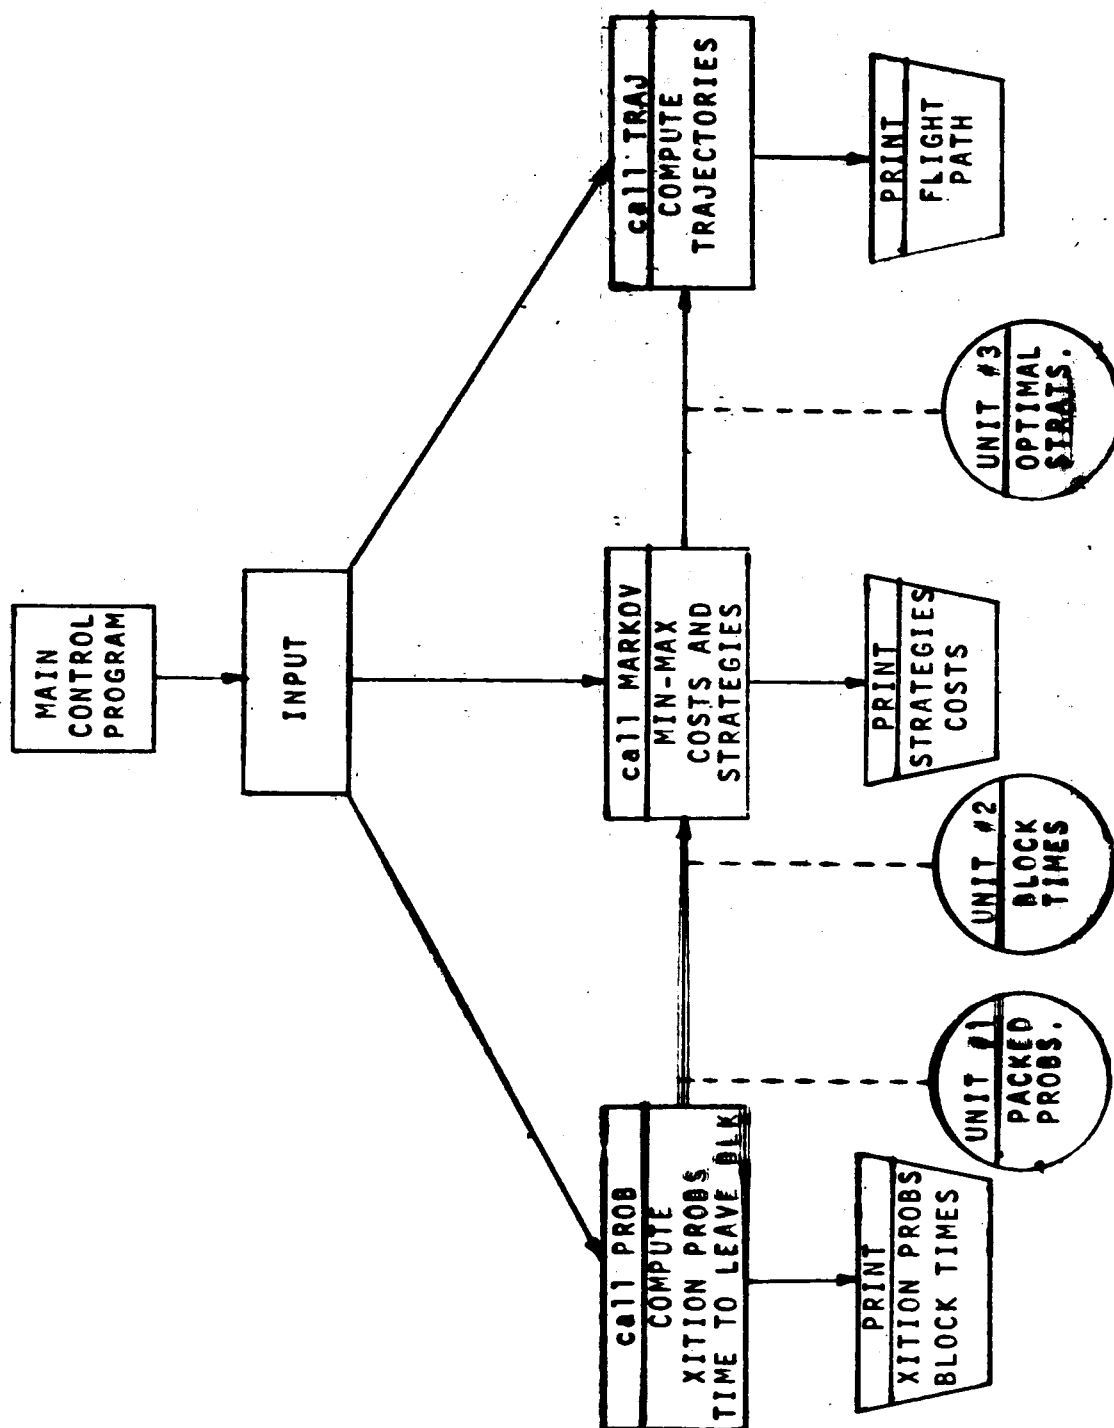 MAIN
CONTROL
PROGRAM
INPUT
call PROB
COMPUTE
XITION PROBS
TIME TO LEAVE BLK
call MARKOV
MIN-MAX
COSTS AND
STRATEGIES
call TRAJ
COMPUTE
TRAJECTORIES
PRINT
XITION PROBS
BLOCK TIMES
UNIT #1
PACKED
PROBS.
UNIT #2
BLOCK
TIMES
PRINT
STRATEGIES
COSTS
UNIT #3
OPTIMAL
STRATS.
PRINT
FLIGHT
PATH